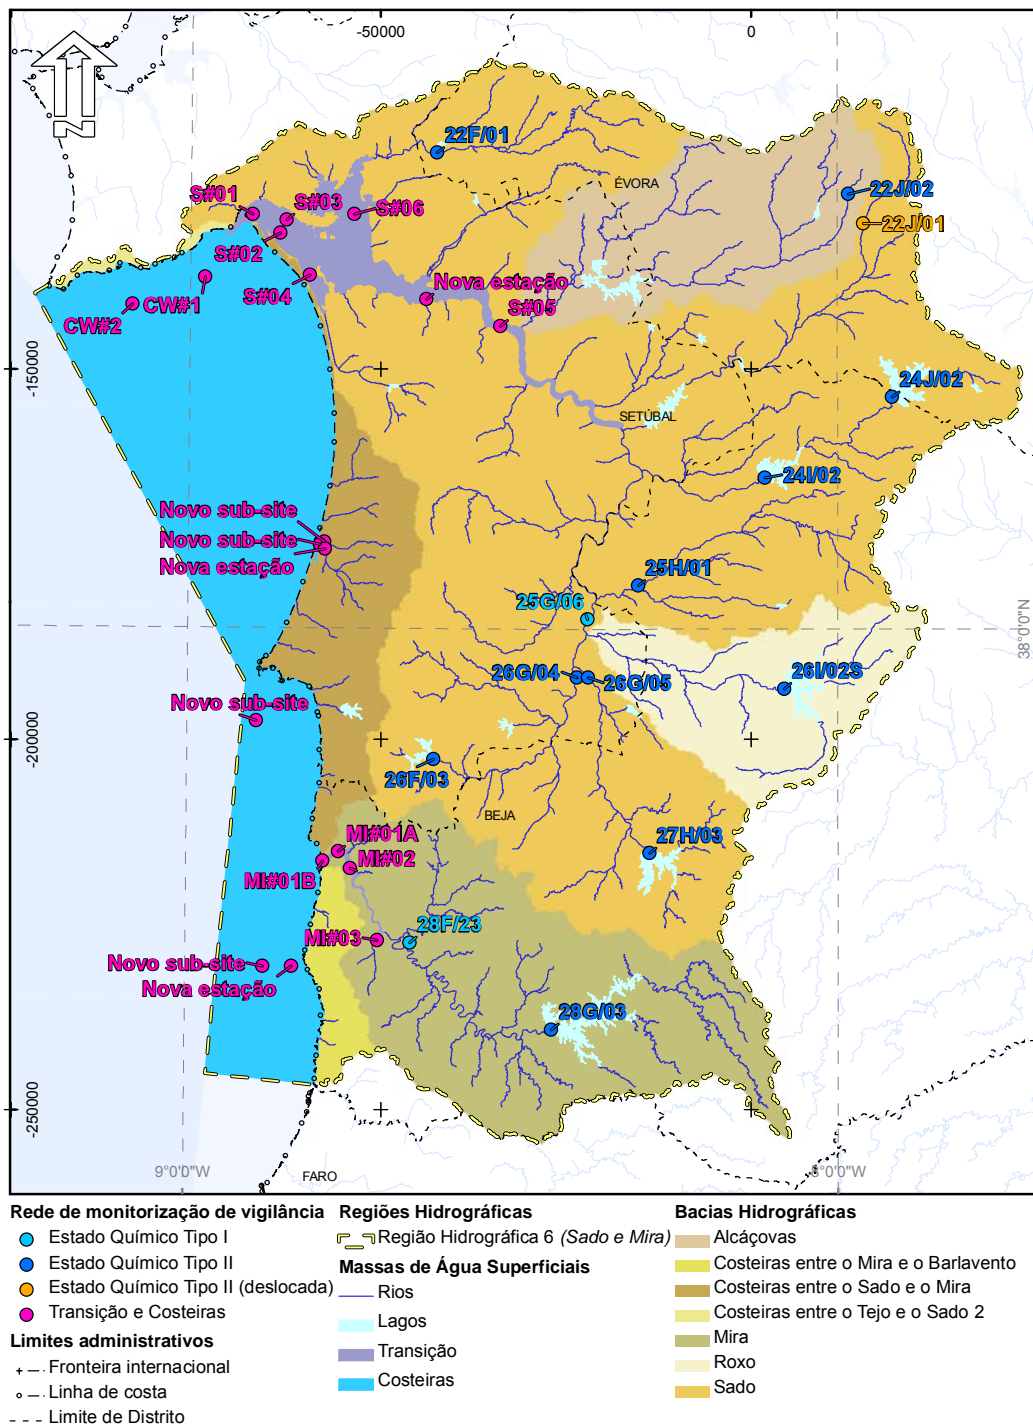 -50000
0
N
22F/01
ÉVORA
22J/02
S#01
S#03
S#06
22J/01
S#02
Nova estação
S#04
CW#1
S#05
CW#2
-150000
24J/02
SETÚBAL
24I/02
Novo sub-site
Novo sub-site
Nova estação
25H/01
25G/06
38°0'0"N
26G/04
26G/05
26I/02S
Novo sub-site
-200000
26F/03
BEJA
MI#01A
27H/03
MI#02
MI#01B
28F/23
MI#03
Novo sub-site
Nova estação
28G/03
-250000
9°0'0"W
8°0'0"W
FARO
Rede de monitorização de vigilância
Estado Químico Tipo I
Estado Químico Tipo II
Estado Químico Tipo II (deslocada)
Transição e Costeiras
Limites administrativos
Fronteira internacional
Linha de costa
Limite de Distrito
Regiões Hidrográficas
Região Hidrográfica 6 (Sado e Mira)
Massas de Água Superficiais
Rios
Lagos
Transição
Costeiras
Bacias Hidrográficas
Alcáçovas
Costeiras entre o Mira e o Barlavento
Costeiras entre o Sado e o Mira
Costeiras entre o Tejo e o Sado 2
Mira
Roxo
Sado